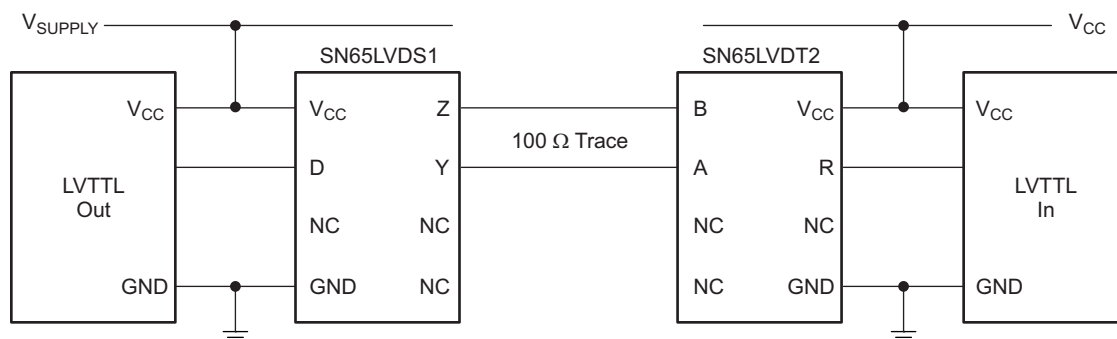 V_SUPPLY
V_CC
SN65LVDS1
SN65LVDT2
V_CC V_CC Z B V_CC V_CC
100 Ω Trace
D Y A R
LVTTL
Out
LVTTL
In
NC NC NC NC
GND GND NC NC GND GND